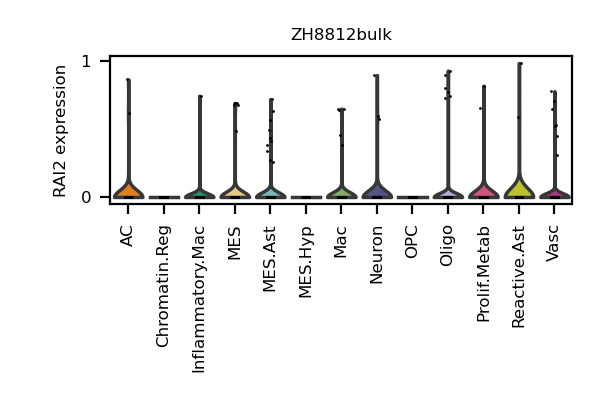 ZH8812bulk
RAI2 expression
1
0
AC
Chromatin.Reg
Inflammatory.Mac
MES
MES.Ast
MES.Hyp
Mac
Neuron
OPC
Oligo
Prolif.Metab
Reactive.Ast
Vasc